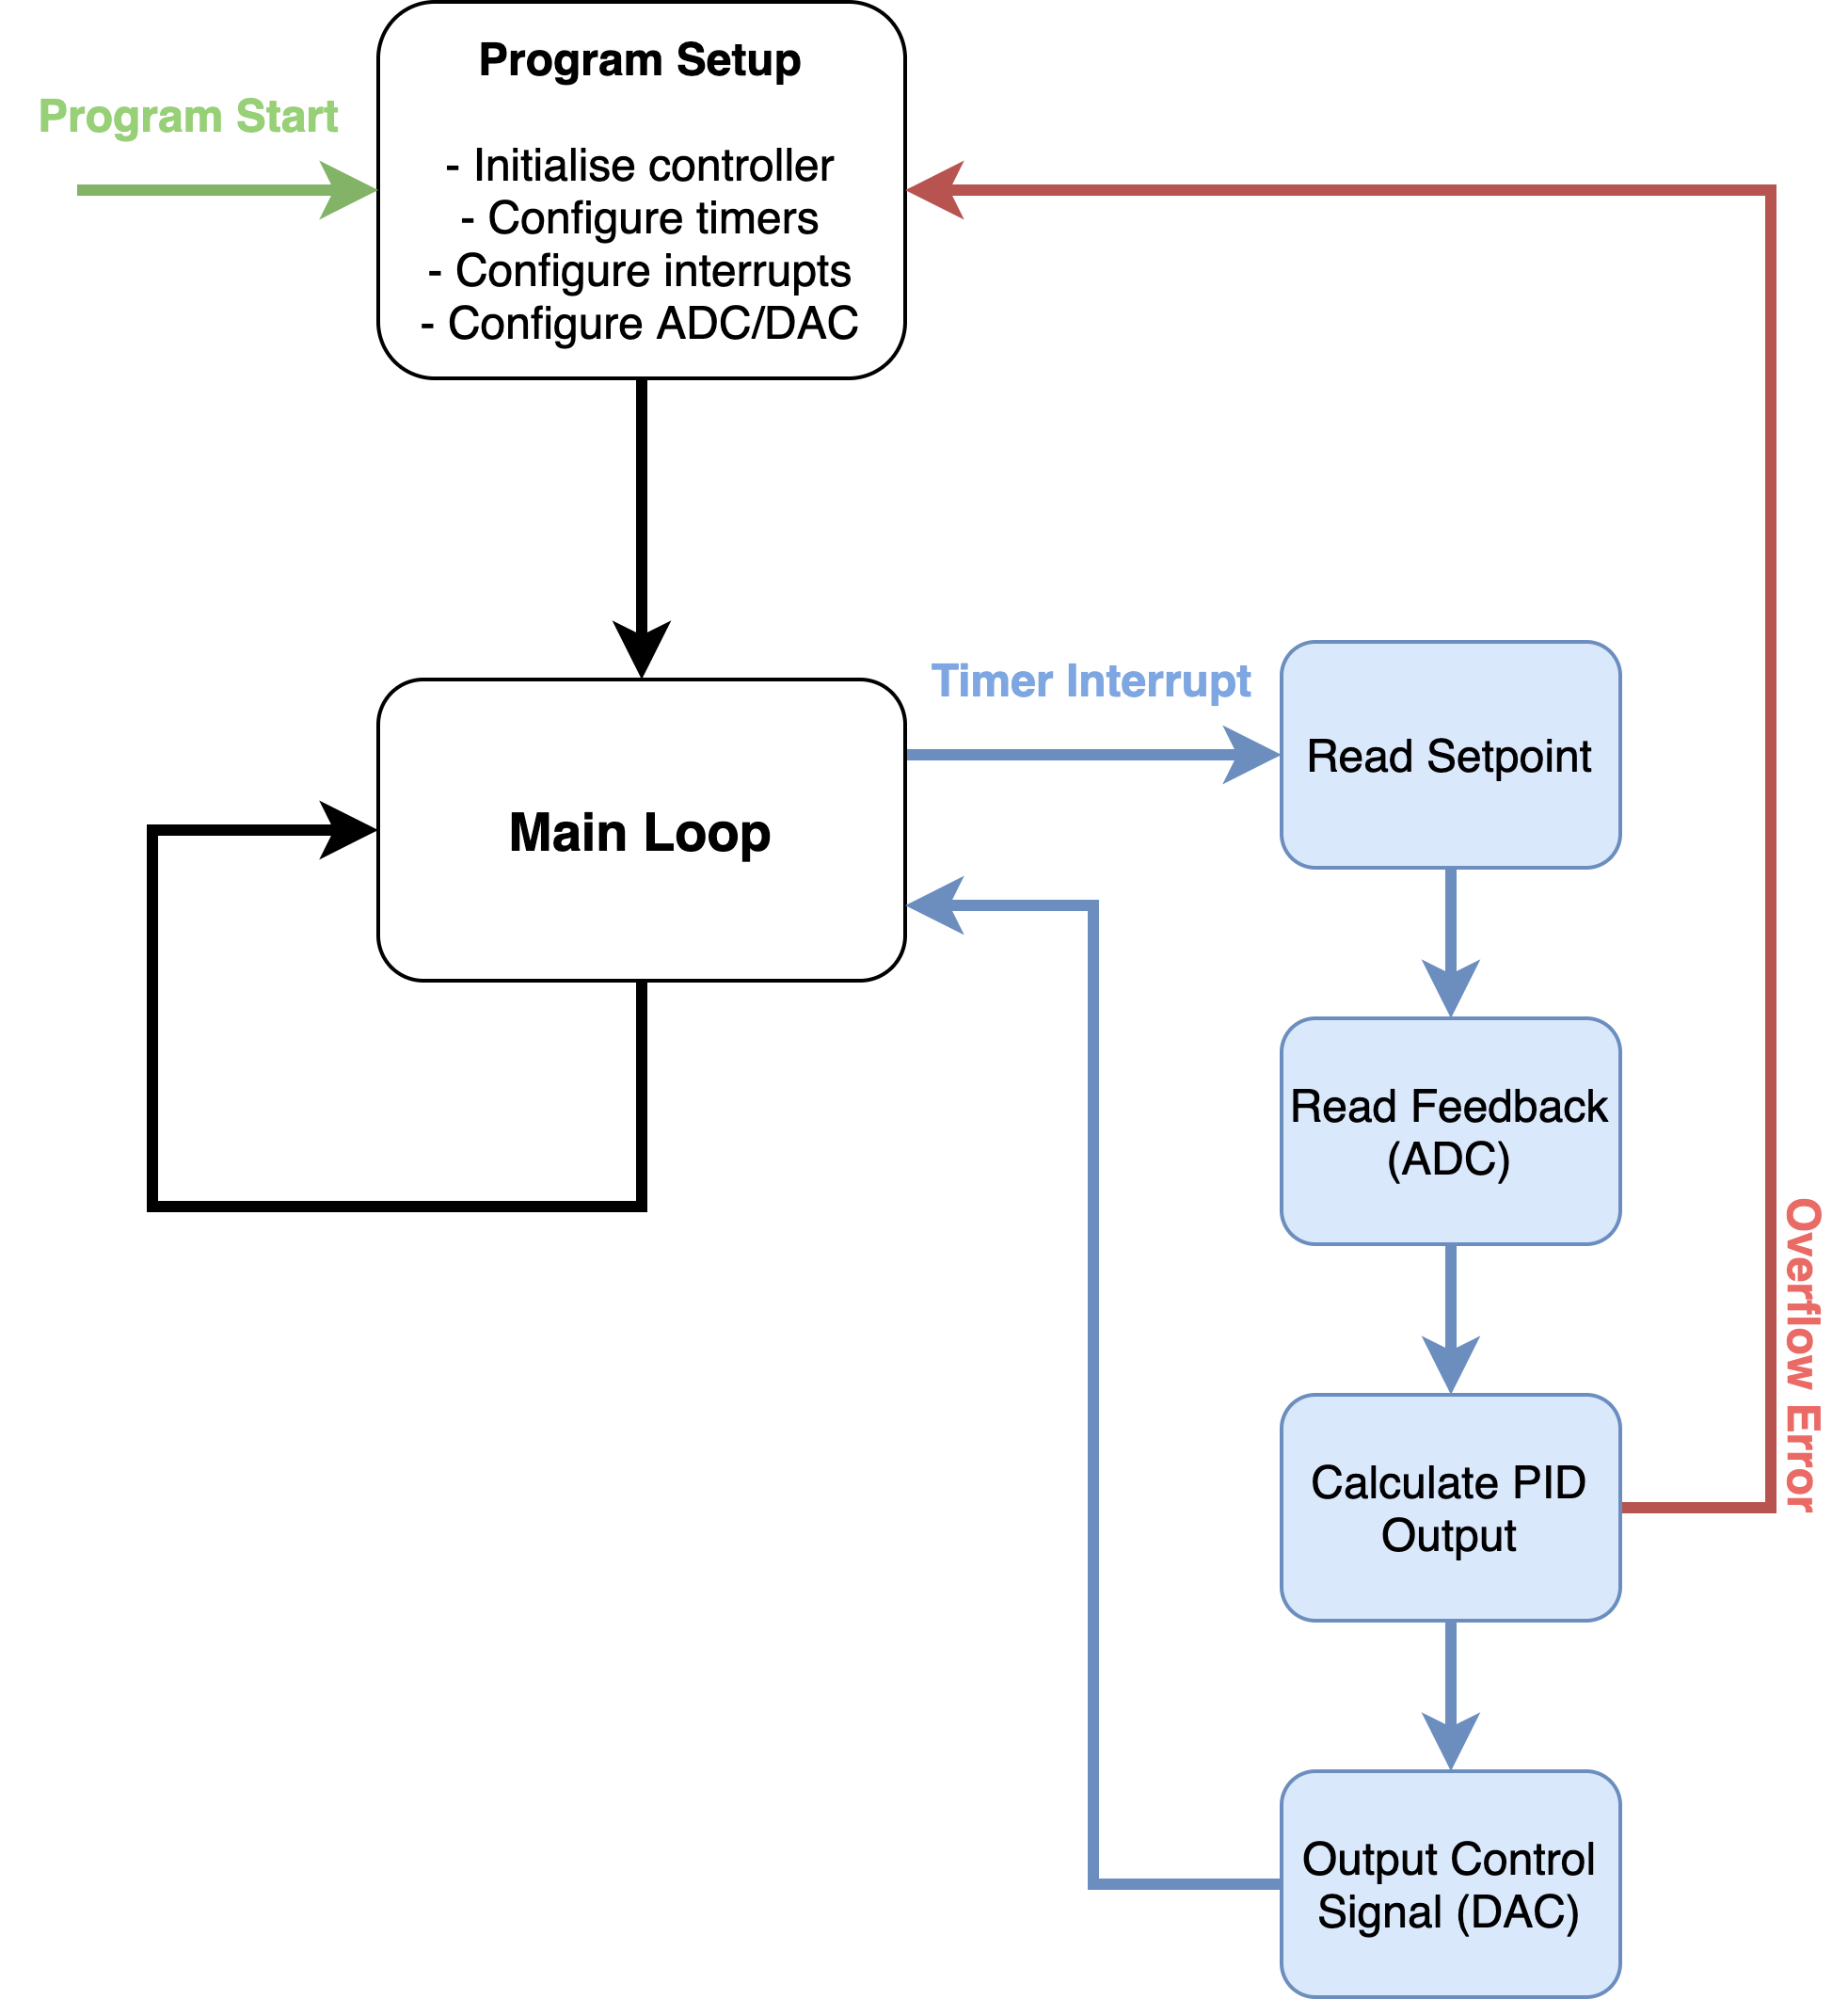 Program Start
Program Setup
- Initialise controller
- Configure timers
- Configure interrupts
- Configure ADC/DAC
Timer Interrupt
Main Loop
Read Setpoint
Read Feedback
(ADC)
Calculate PID
Output
Overflow Error
Output Control
Signal (DAC)